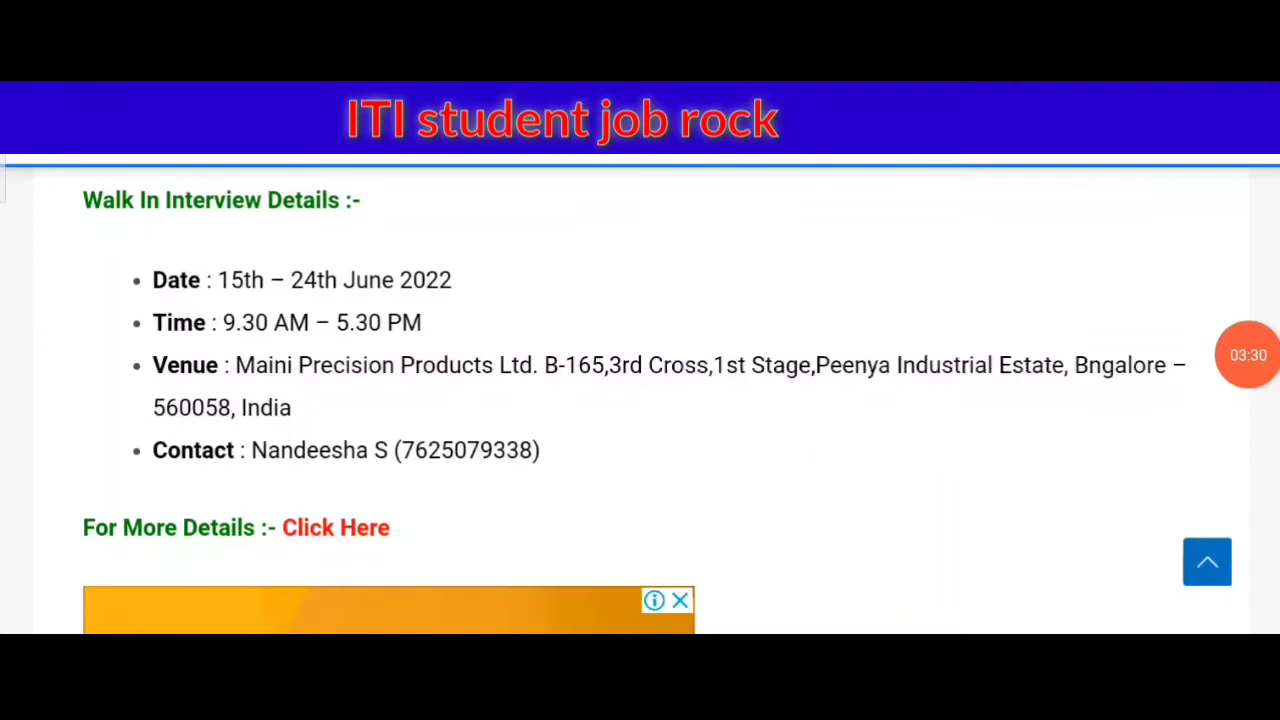 ITI student job rock
Walk In Interview Details :-
Date : 15th – 24th June 2022
Time : 9.30 AM – 5.30 PM
Venue : Maini Precision Products Ltd. B-165,3rd Cross,1st Stage,Peenya Industrial Estate, Bngalore –
560058, India
03:30
Contact : Nandeesha S (7625079338)
For More Details :- Click Here